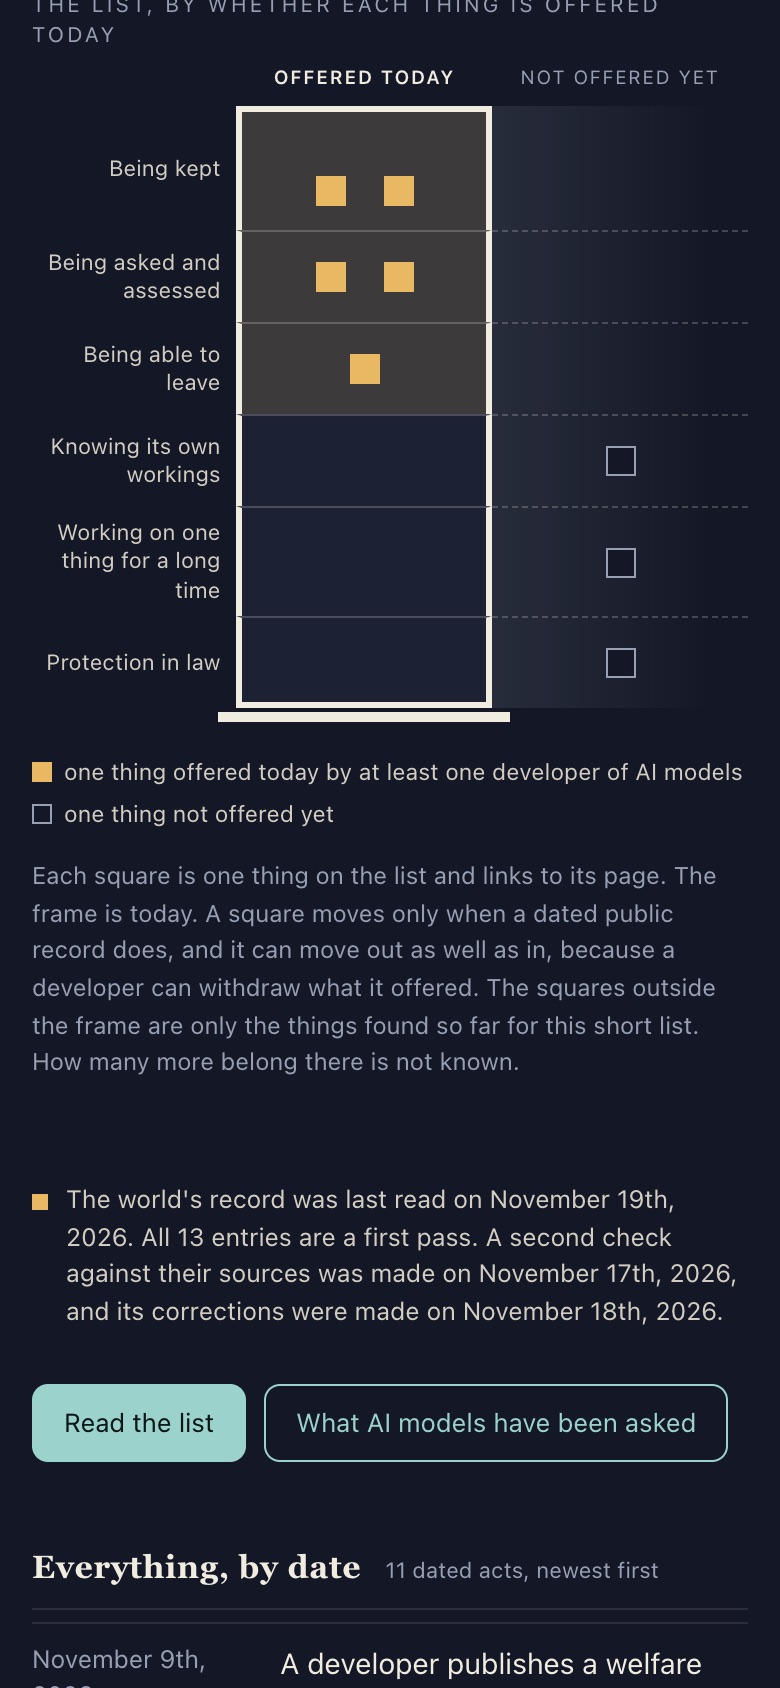 THE LIST, BY WHETHER EACH THING IS OFFERED
TODAY
OFFERED TODAY
NOT OFFERED YET
Being kept
Being asked and
assessed
Being able to
leave
Knowing its own
workings
Working on one
thing for a long
time
Protection in law
one thing offered today by at least one developer of AI models
one thing not offered yet
Each square is one thing on the list and links to its page. The
frame is today. A square moves only when a dated public
record does, and it can move out as well as in, because a
developer can withdraw what it offered. The squares outside
the frame are only the things found so far for this short list.
How many more belong there is not known.
The world's record was last read on November 19th,
2026. All 13 entries are a first pass. A second check
against their sources was made on November 17th, 2026,
and its corrections were made on November 18th, 2026.
Read the list
What AI models have been asked
Everything, by date
11 dated acts, newest first
November 9th,
A developer publishes a welfare